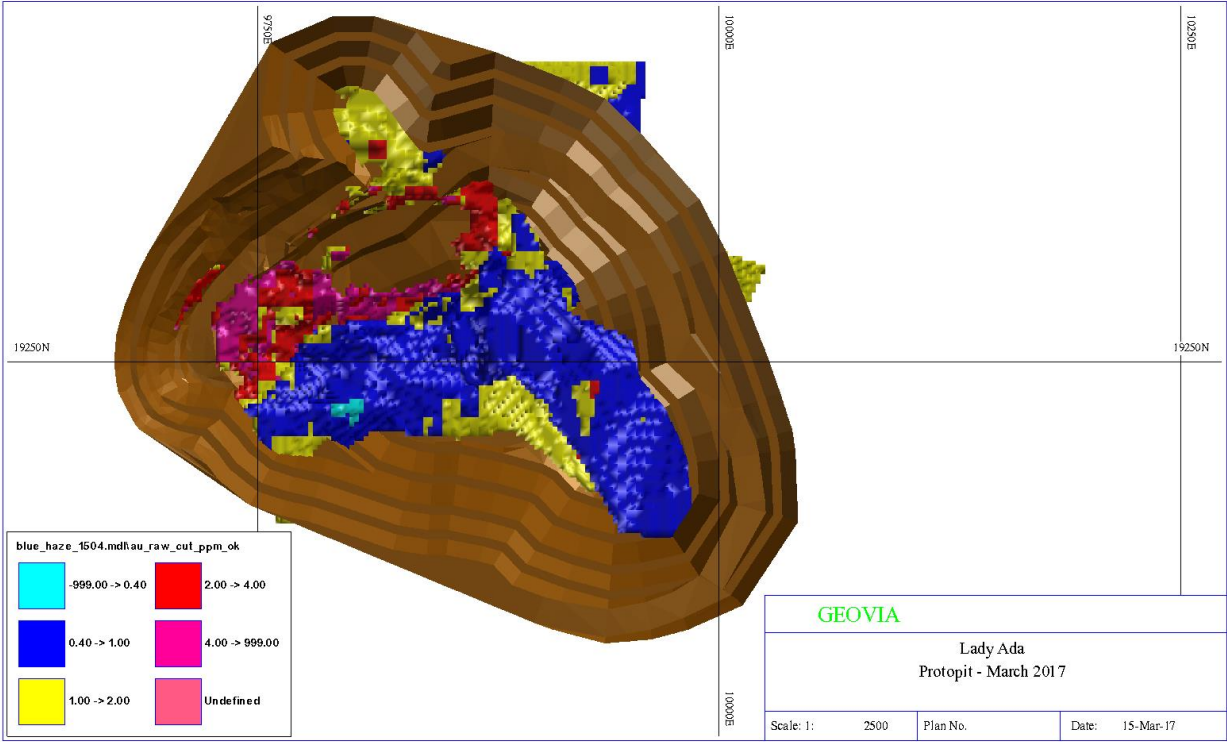 9750E
10000E
10250E
19250N
19250N
blue_haze_1504.mdl\au_raw_cut_ppm_ok
-999.00 -> 0.40
2.00 -> 4.00
0.40 -> 1.00
4.00 -> 999.00
1.00 -> 2.00
Undefined
10000E
GEOVIA
Lady Ada
Protopit - March 2017
Scale: 1: 2500
Plan No.
Date: 15-Mar-17